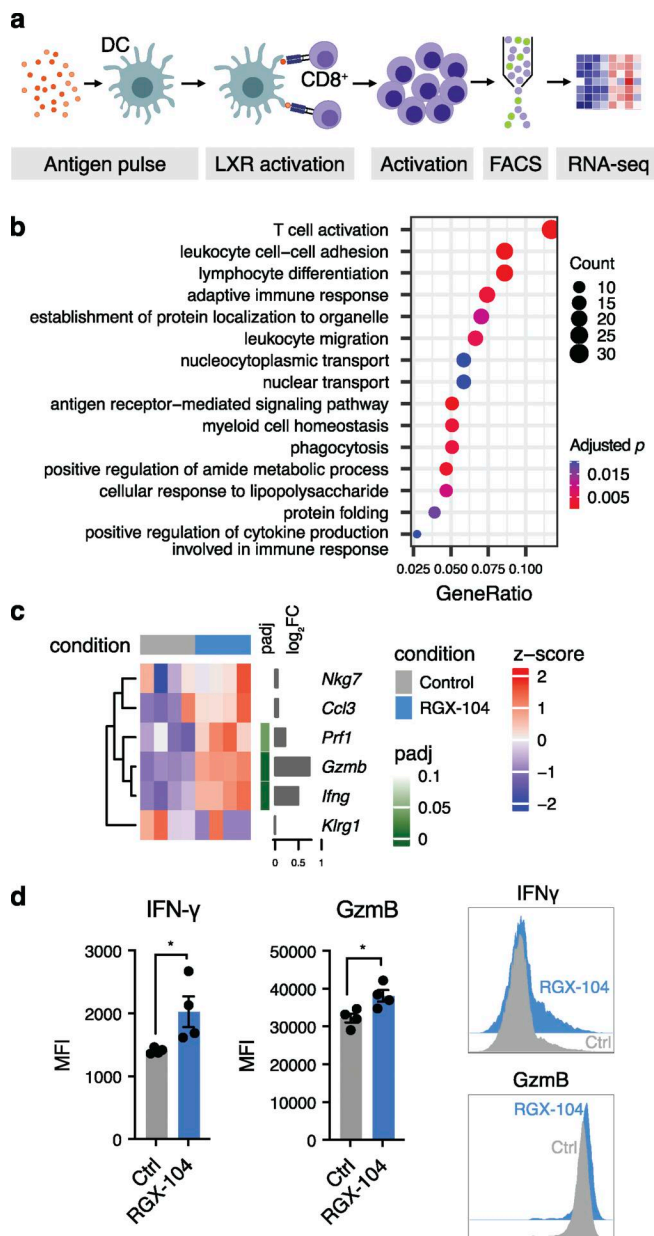 a
DC
CD8+
Antigen pulse
LXR activation
Activation
FACS
RNA-seq
b
T cell activation
leukocyte cell−cell adhesion
lymphocyte differentiation
adaptive immune response
establishment of protein localization to organelle
leukocyte migration
nucleocytoplasmic transport
nuclear transport
antigen receptor−mediated signaling pathway
myeloid cell homeostasis
phagocytosis
positive regulation of amide metabolic process
cellular response to lipopolysaccharide
protein folding
positive regulation of cytokine production
involved in immune response
0.025 0.050 0.075 0.100
GeneRatio
Count
10
15
20
25
30
Adjusted p
0.015
0.005
c
condition
padj
log2FC
Nkg7
Ccl3
Prf1
Gzmb
Ifng
Klrg1
0 0.5 1
condition
Control
RGX-104
padj
0.1
0.05
0
z-score
2
1
0
−1
−2
d
IFN-γ
MFI
3000
2000
1000
0
*
Ctrl
RGX-104
GzmB
MFI
50000
40000
30000
20000
10000
0
*
Ctrl
RGX-104
IFNγ
RGX-104
Ctrl
GzmB
RGX-104
Ctrl